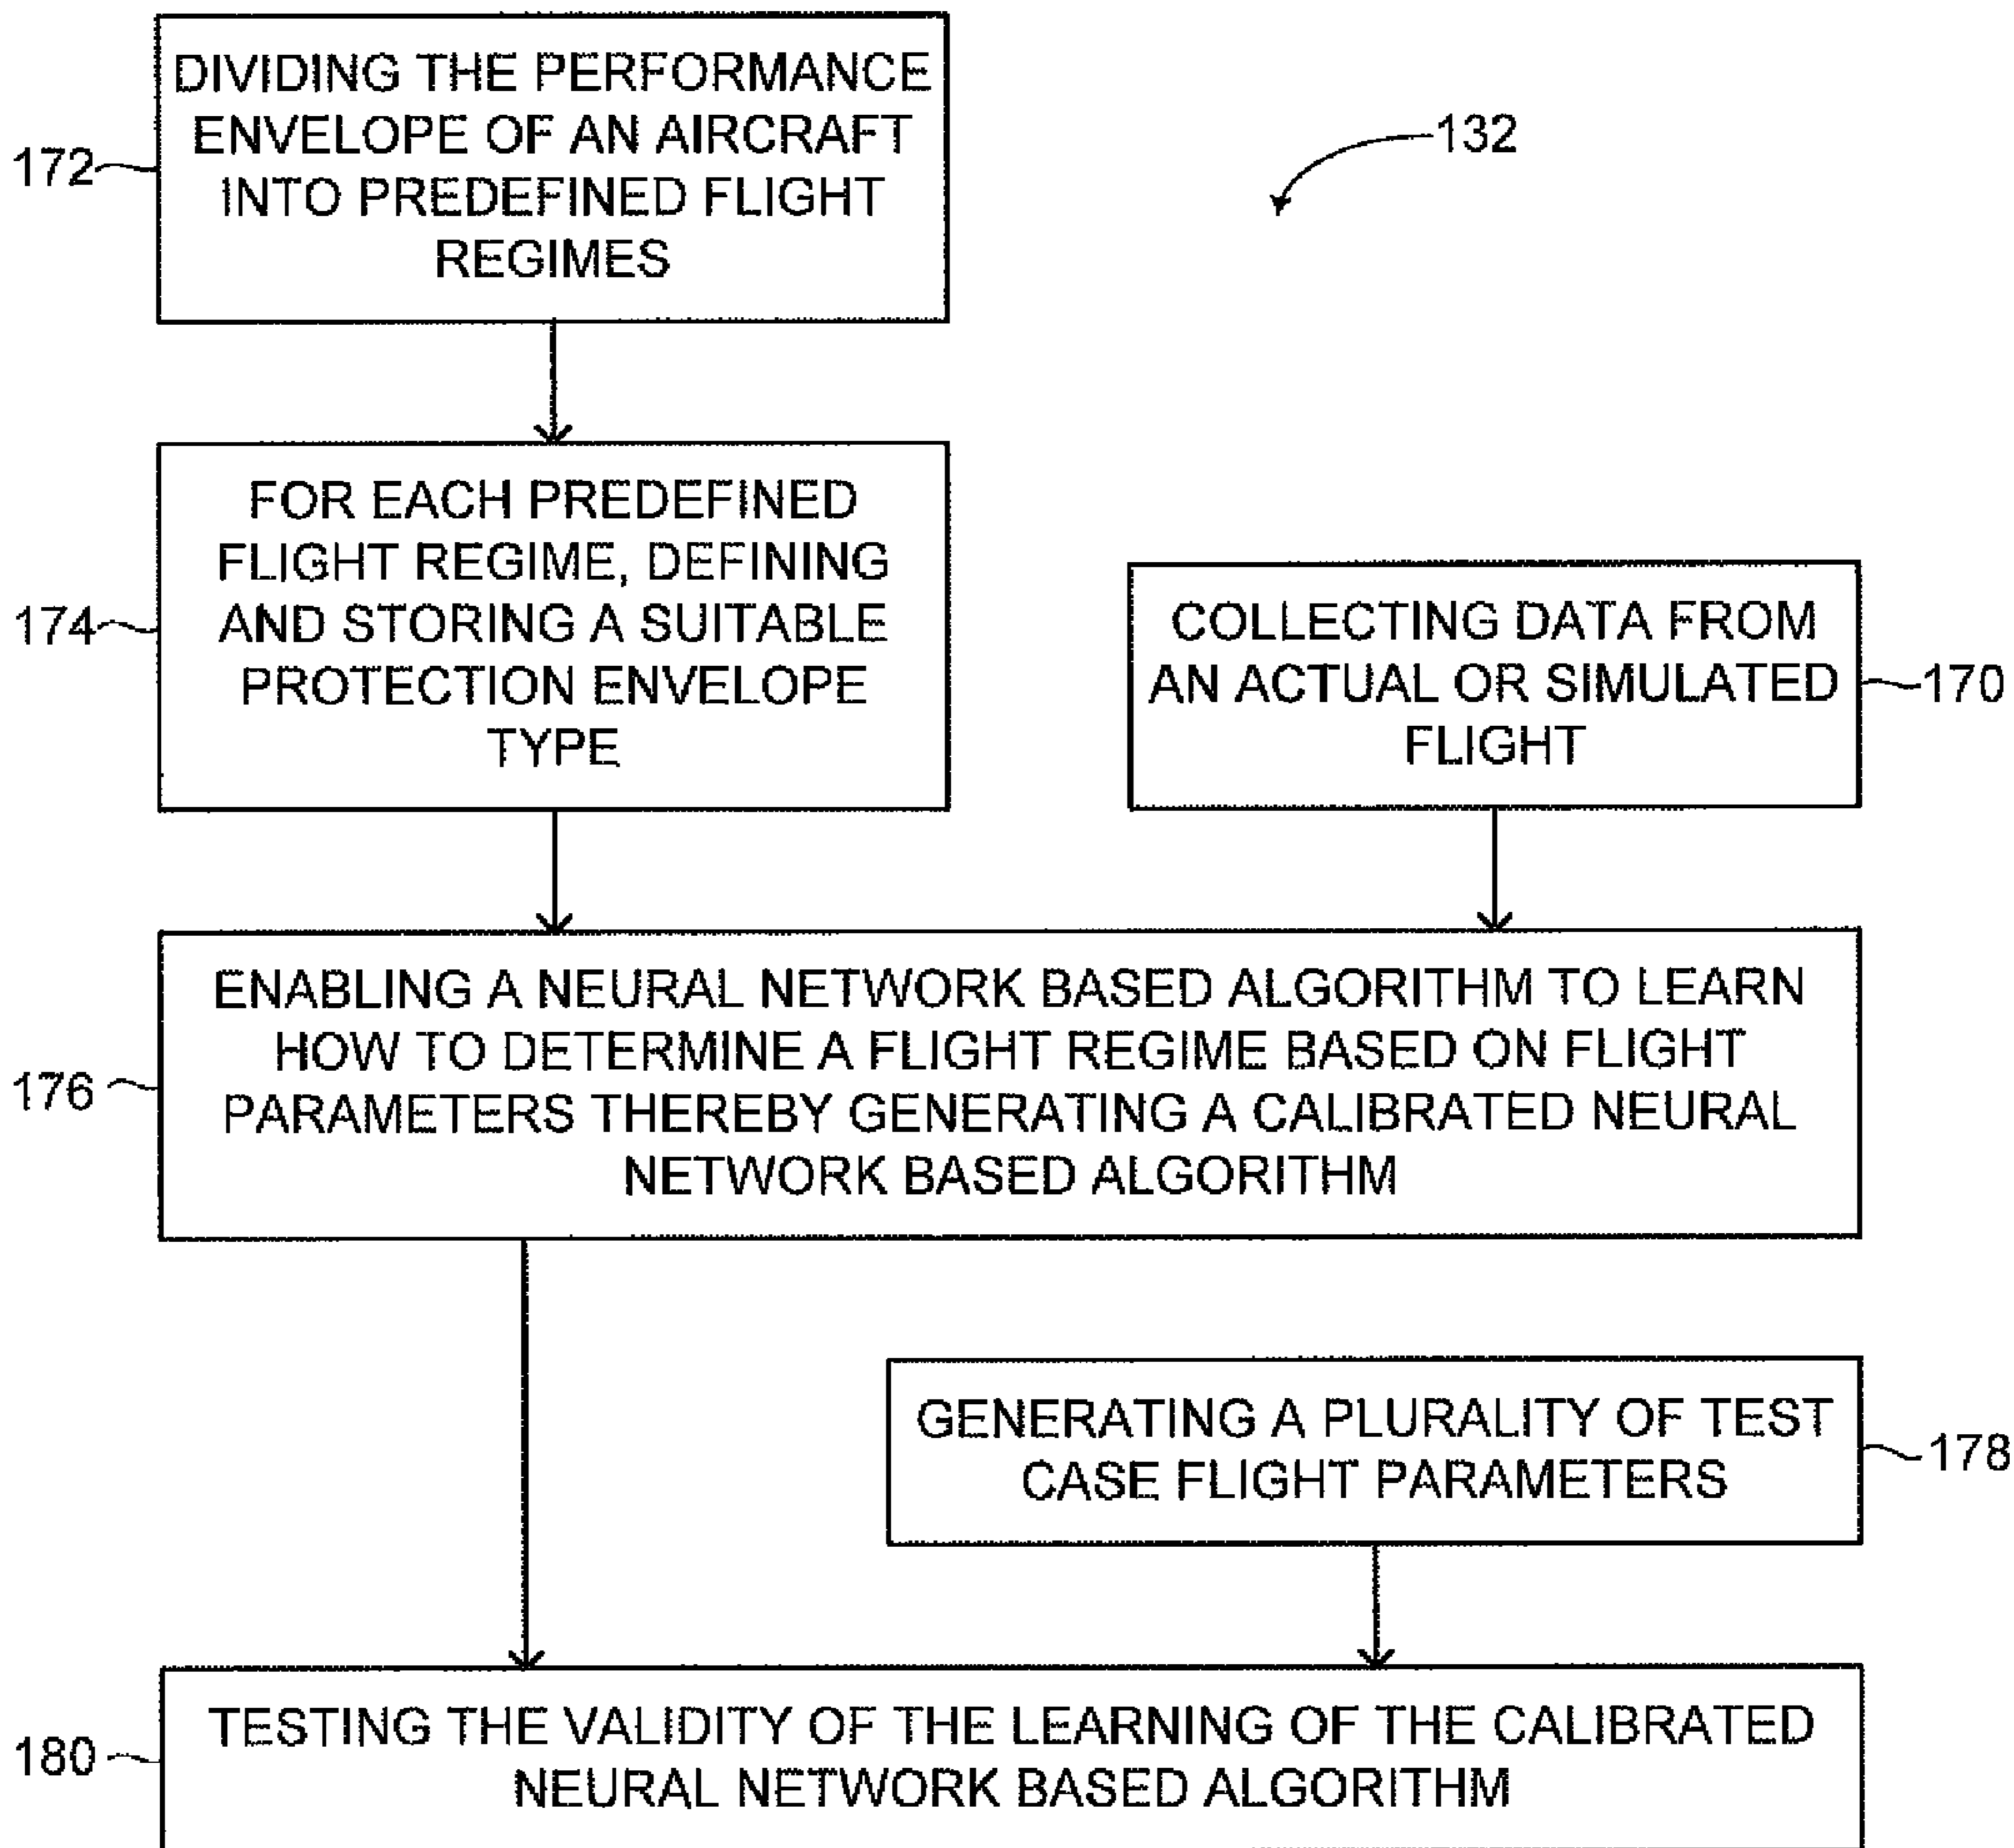 DIVIDING THE PERFORMANCE
ENVELOPE OF AN AIRCRAFT
INTO PREDEFINED FLIGHT
REGIMES
172
132
FOR EACH PREDEFINED
FLIGHT REGIME, DEFINING
AND STORING A SUITABLE
PROTECTION ENVELOPE
TYPE
174
COLLECTING DATA FROM
AN ACTUAL OR SIMULATED
FLIGHT
170
ENABLING A NEURAL NETWORK BASED ALGORITHM TO LEARN
HOW TO DETERMINE A FLIGHT REGIME BASED ON FLIGHT
PARAMETERS THEREBY GENERATING A CALIBRATED NEURAL
NETWORK BASED ALGORITHM
176
GENERATING A PLURALITY OF TEST
CASE FLIGHT PARAMETERS
178
TESTING THE VALIDITY OF THE LEARNING OF THE CALIBRATED
NEURAL NETWORK BASED ALGORITHM
180